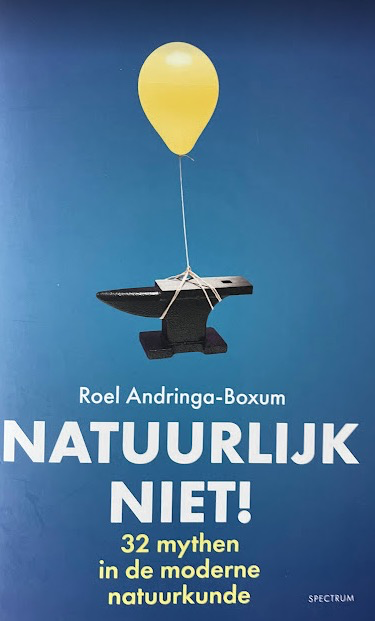 Roel Andringa-Boxum
NATUURLIJK
NIET!
32 mythen
in de moderne
natuurkunde
SPECTRUM